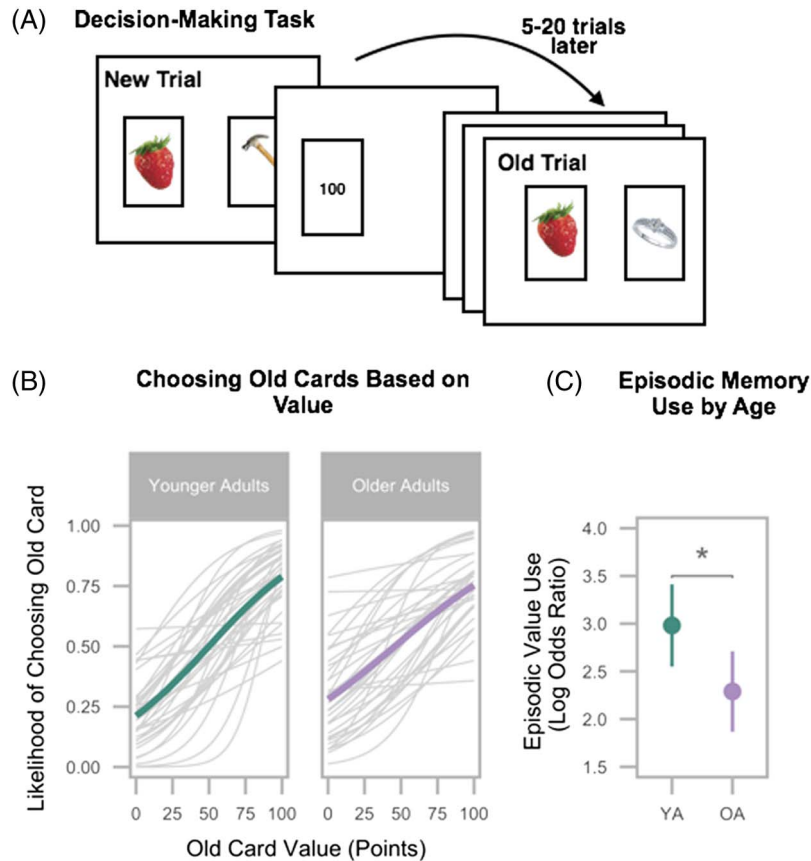 (A)
Decision-Making Task
5-20 trials
later
New Trial
100
Old Trial
(B)
Choosing Old Cards Based on
Value
Likelihood of Choosing Old Card
Younger Adults
Older Adults
1.00
0.75
0.50
0.25
0.00
0 25 50 75 100
0 25 50 75 100
Old Card Value (Points)
(C)
Episodic Memory
Use by Age
Episodic Value Use
(Log Odds Ratio)
4.0
3.5
3.0
2.5
2.0
1.5
*
YA OA